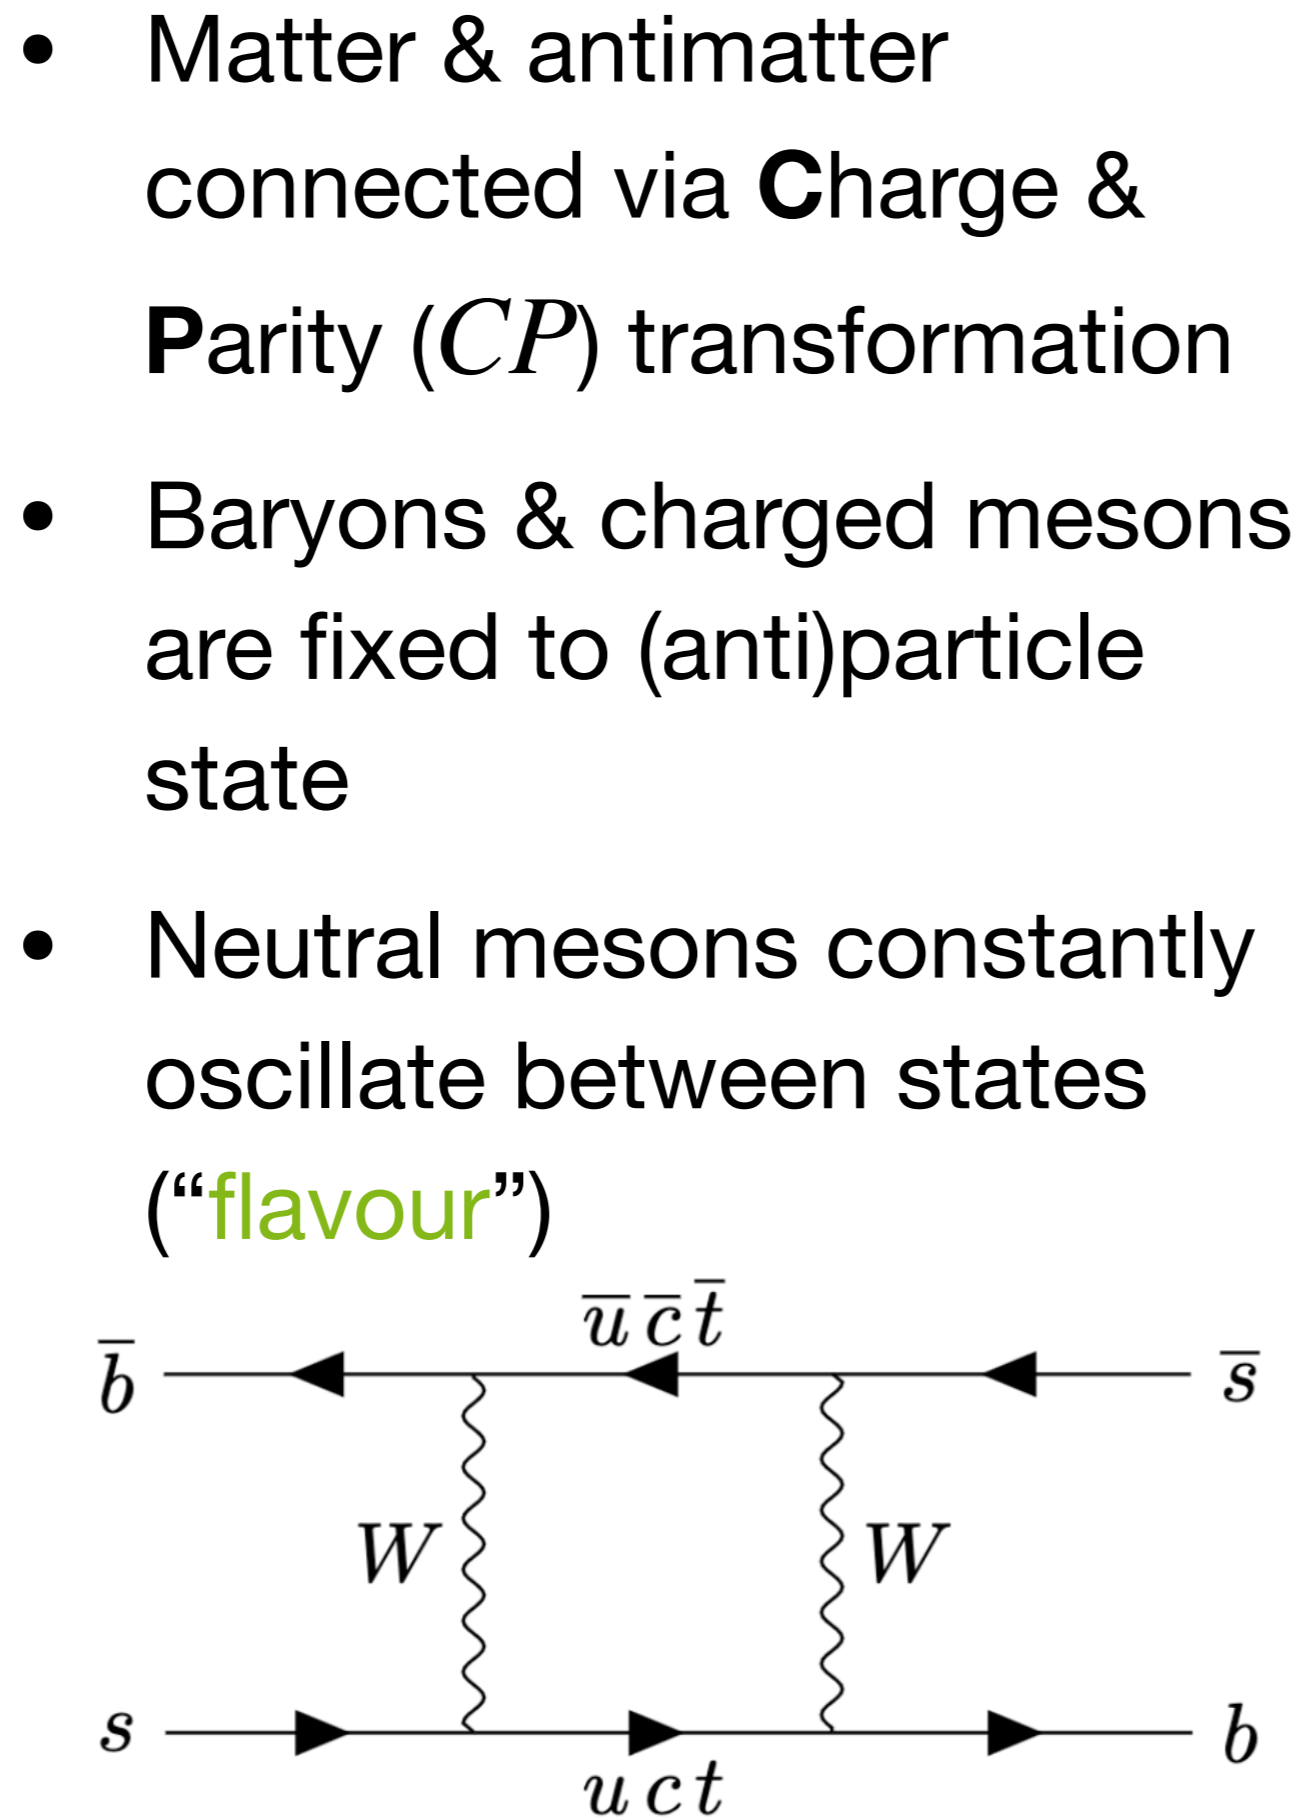 • Matter & antimatter
connected via Charge &
Parity (CP) transformation
• Baryons & charged mesons
are fixed to (anti)particle
state
• Neutral mesons constantly
oscillate between states
(“flavour”)
u̅ c̅ t̅
b̅ s̅
W W
s b
u c t